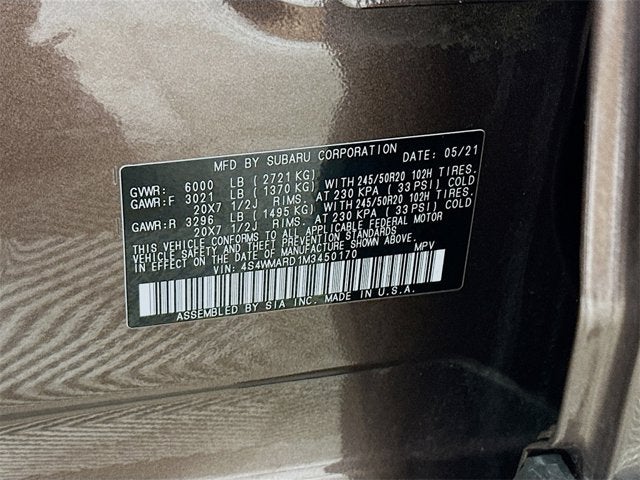 MFD BY SUBARU CORPORATION DATE: 05/21
GVWR: 6000 LB (2721 KG)
GAWR: F 3021 LB (1370 KG) WITH 245/50R20 102H TIRES.
20X7 1/2J RIMS. AT 230 KPA (33 PSI) COLD
GAWR:R 3296 LB (1495 KG) WITH 245/50R20 102H TIRES.
20X7 1/2J RIMS. AT 230 KPA (33 PSI) COLD
THIS VEHICLE CONFORMS TO ALL APPLICABLE FEDERAL MOTOR
VEHICLE SAFETY AND THEFT PREVENTION STANDARDS IN
EFFECT ON THE DATE OF MANUFACTURE SHOWN ABOVE.
VIN: 4S4WMARD1M3450170 MPV
ASSEMBLED BY SIA INC. MADE IN U.S.A.